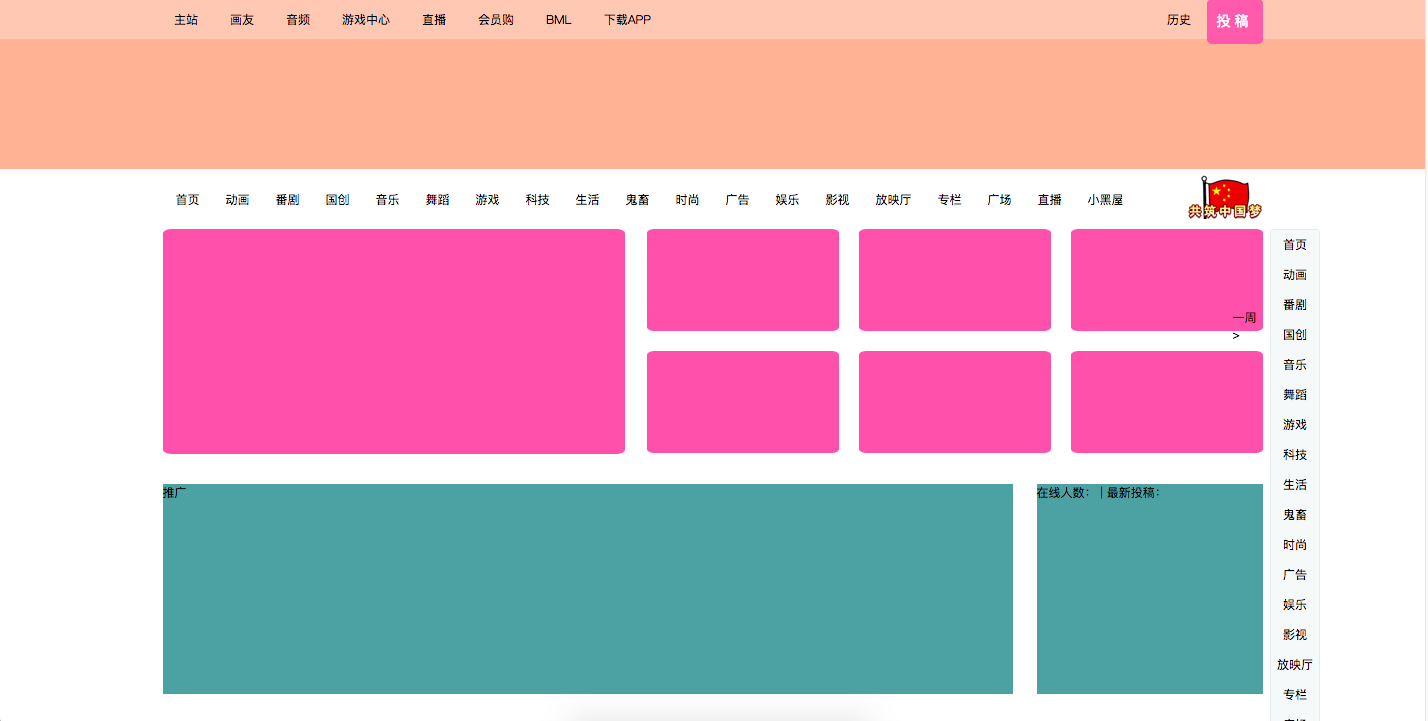 主站 画友 音频 游戏中心 直播 会员购 BML 下载APP 历史 投稿
首页 动画 番剧 国创 音乐 舞蹈 游戏 科技 生活 鬼畜 时尚 广告 娱乐 影视 放映厅 专栏 广场 直播 小黑屋
共筑中国梦
一周
>
推广
在线人数：｜最新投稿：
首页
动画
番剧
国创
音乐
舞蹈
游戏
科技
生活
鬼畜
时尚
广告
娱乐
影视
放映厅
专栏